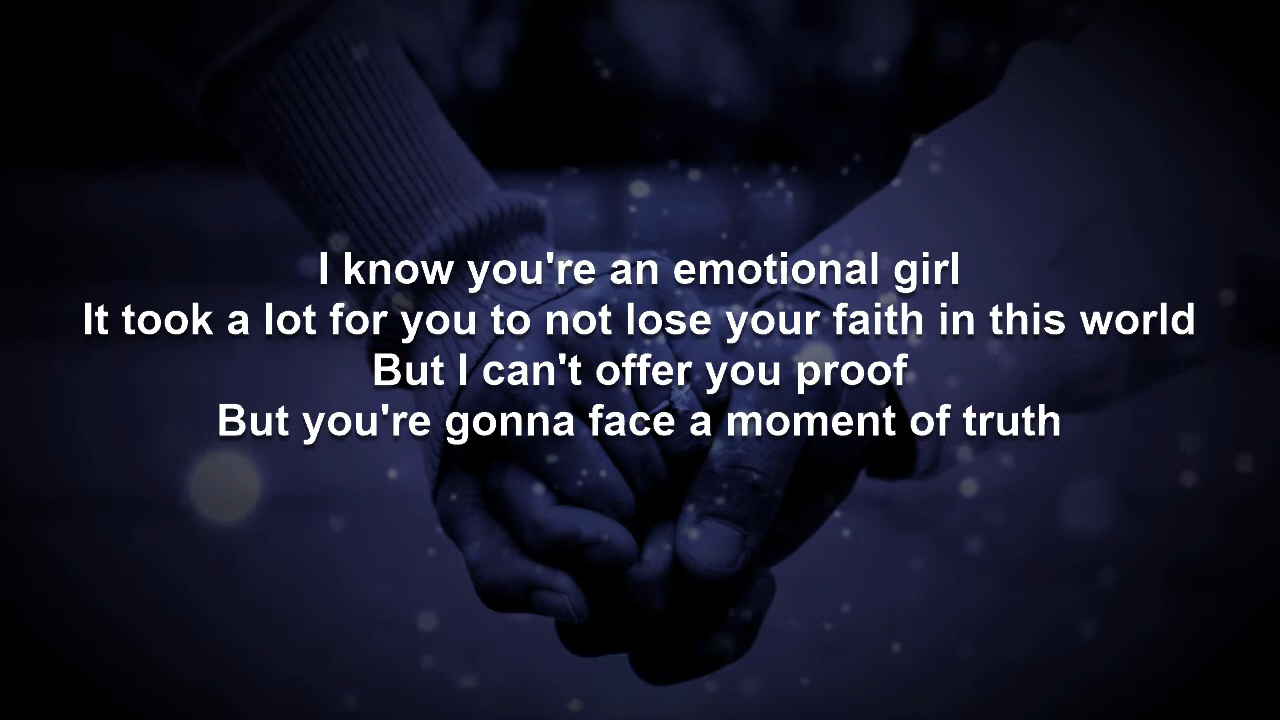 I know you're an emotional girl
It took a lot for you to not lose your faith in this world
But I can't offer you proof
But you're gonna face a moment of truth